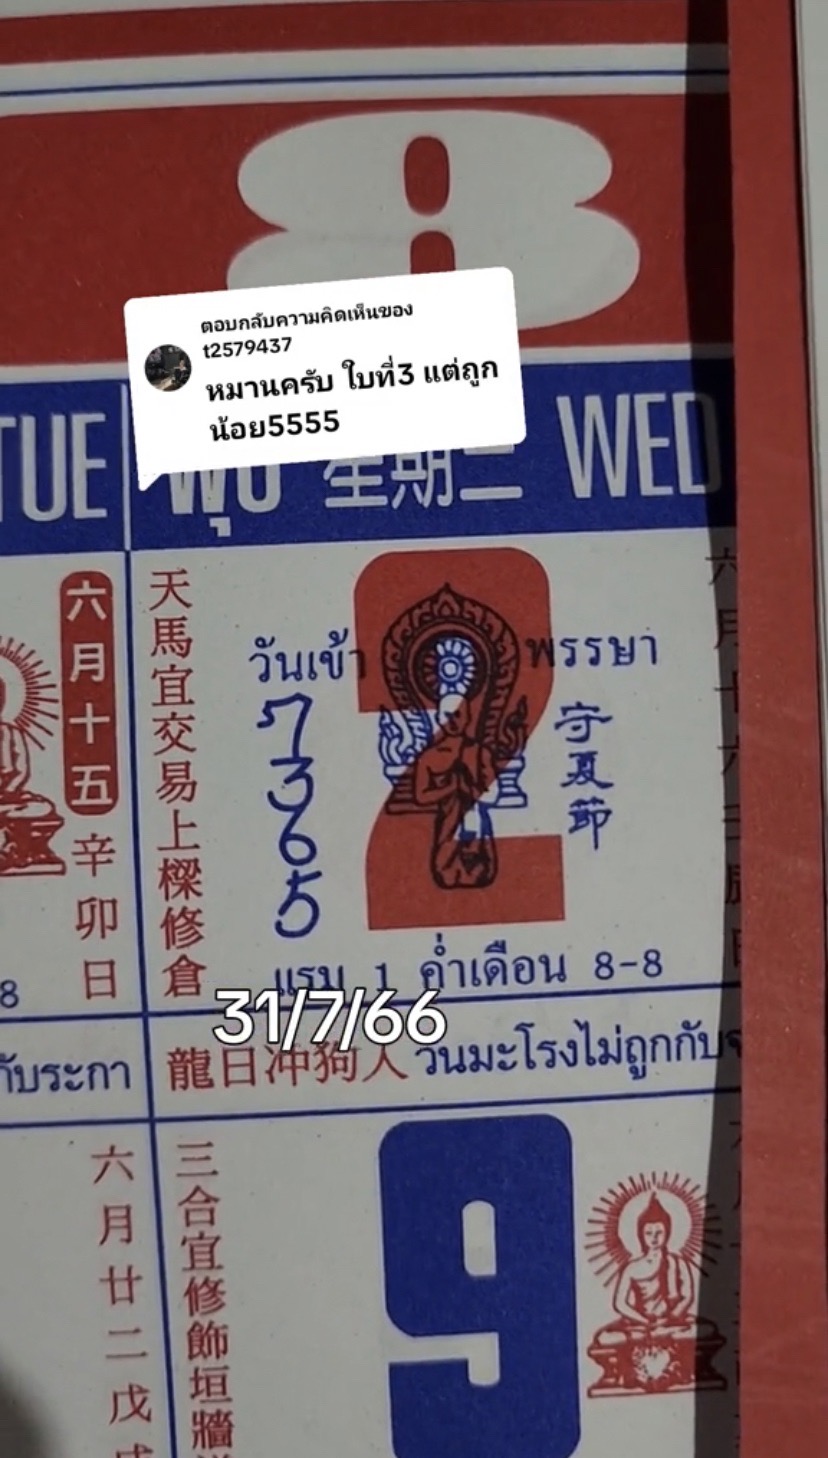 8
ตอบกลับความคิดเห็นของ
t2579437
หมานครับ ใบที่3 แต่ถูก
น้อย5555
TUE
พุธ 星期三 WED
六月十五
辛卯日
天馬宜交易上樑修倉
2
วันเข้า
พรรษา
7
3
6
5
守夏節
แรม 1 ค่ำเดือน 8-8
8
31/7/66
กับระกา
龍日冲狗人 วันมะโรงไม่ถูกกับ
六月廿二戊
三合宜修飾垣牆
9